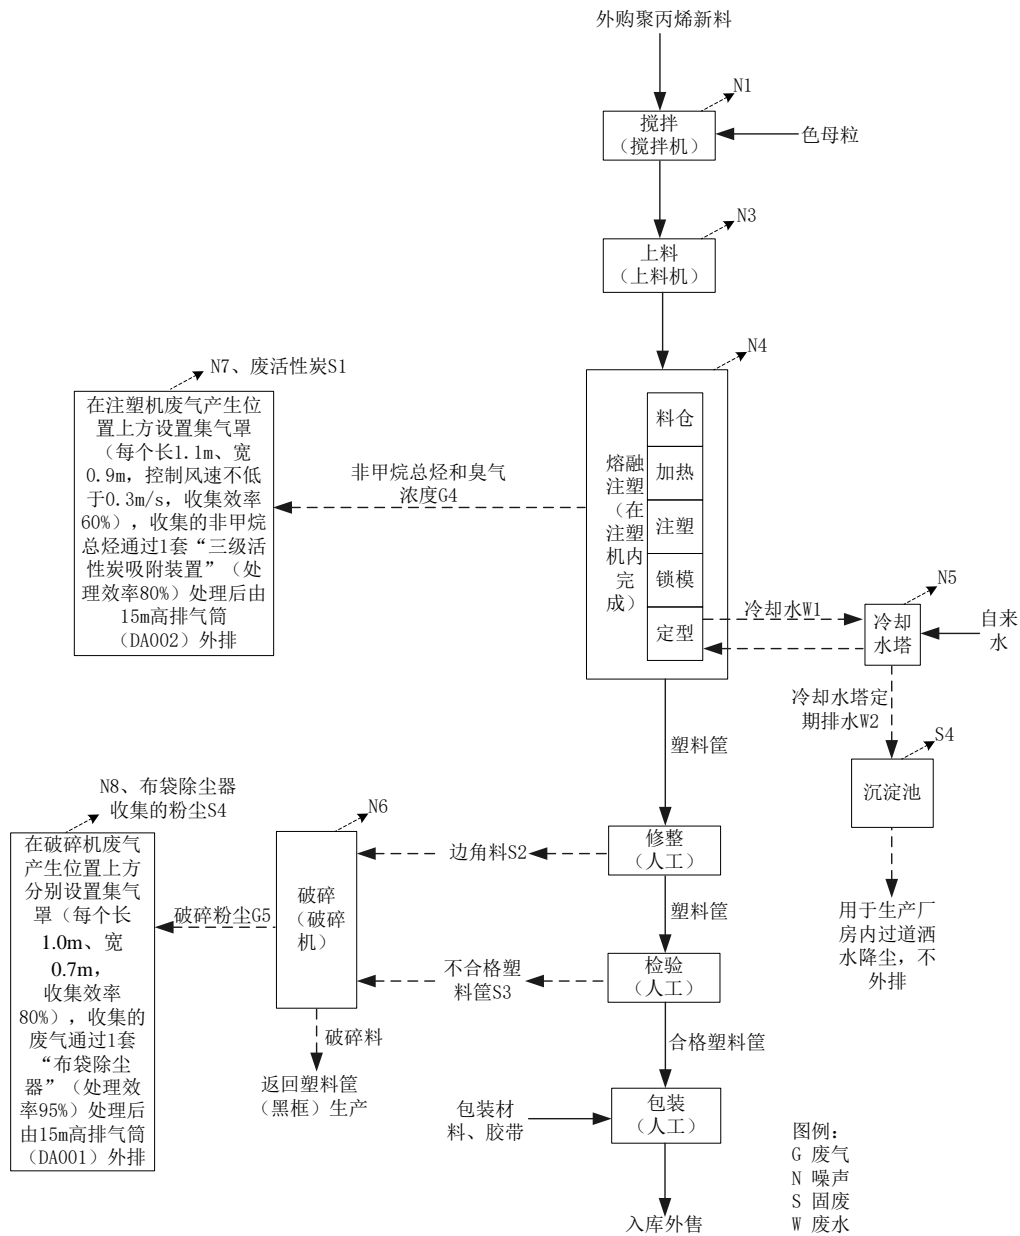 外购聚丙烯新料
N1
搅拌
（搅拌机）
色母粒
N3
上料
（上料机）
N4
料仓
加热
注塑
锁模
定型
熔融
注塑
（在
注塑
机内
完
成）
N7、废活性炭S1
在注塑机废气产生位
置上方设置集气罩
（每个长1.1m、宽
0.9m，控制风速不低
于0.3m/s，收集效率
60%），收集的非甲烷
总烃通过1套“三级活
性炭吸附装置”（处
理效率80%）处理后由
15m高排气筒
（DA002）外排
非甲烷总烃和臭气
浓度G4
冷却水W1
N5
冷却
水塔
自来
水
冷却水塔定
期排水W2
S4
沉淀池
用于生产厂
房内过道洒
水降尘，不
外排
塑料筐
修整
（人工）
边角料S2
N6
破碎
（破碎
机）
破碎粉尘G5
N8、布袋除尘器
收集的粉尘S4
在破碎机废气
产生位置上方
分别设置集气
罩（每个长
1.0m、宽
0.7m，
收集效率
80%），收集的
废气通过1套
“布袋除尘
器”（处理效
率95%）处理后
由15m高排气筒
（DA001）外排
塑料筐
检验
（人工）
不合格塑
料筐S3
破碎料
返回塑料筐
（黑框）生产
合格塑料筐
包装材
料、胶带
包装
（人工）
入库外售
图例：
G 废气
N 噪声
S 固废
W 废水